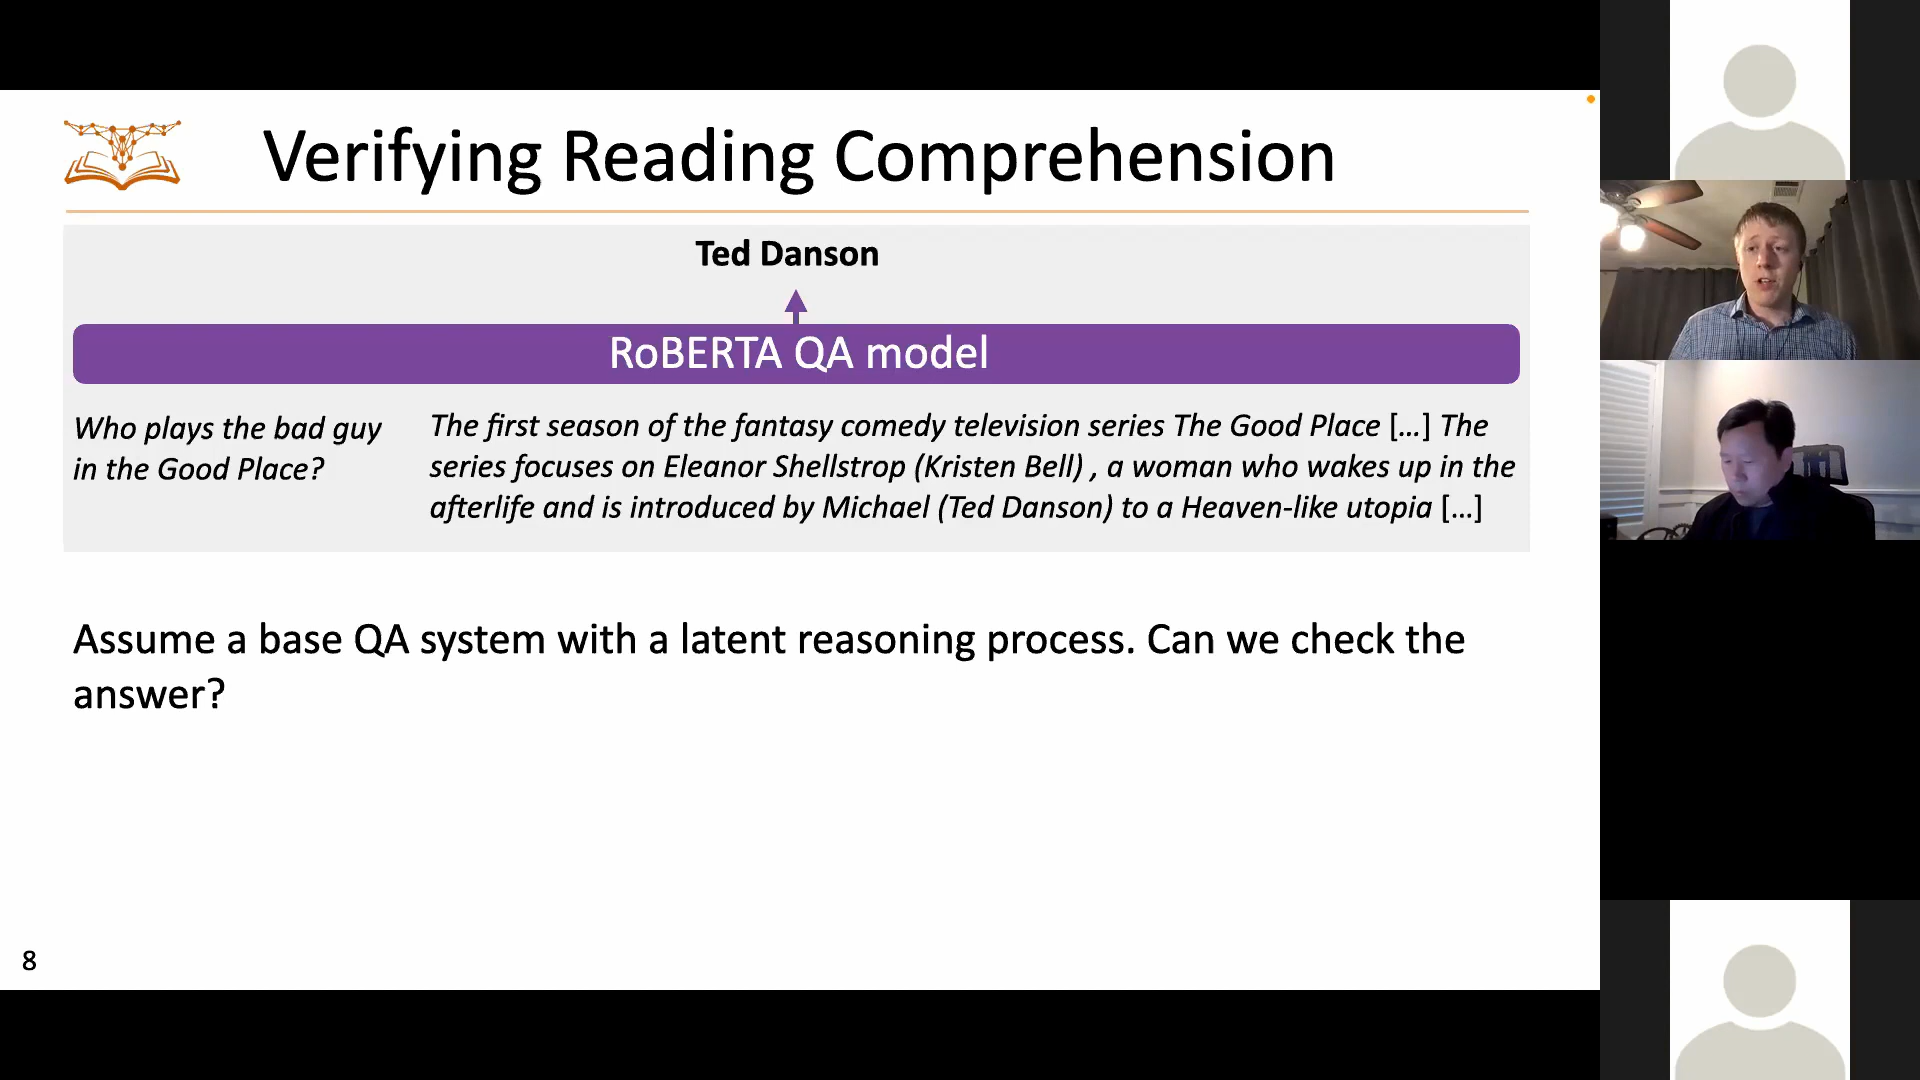 Verifying Reading Comprehension
Ted Danson
RoBERTA QA model
Who plays the bad guy
in the Good Place?
The first season of the fantasy comedy television series The Good Place [...] The
series focuses on Eleanor Shellstrop (Kristen Bell) , a woman who wakes up in the
afterlife and is introduced by Michael (Ted Danson) to a Heaven-like utopia [...]
Assume a base QA system with a latent reasoning process. Can we check the
answer?
8